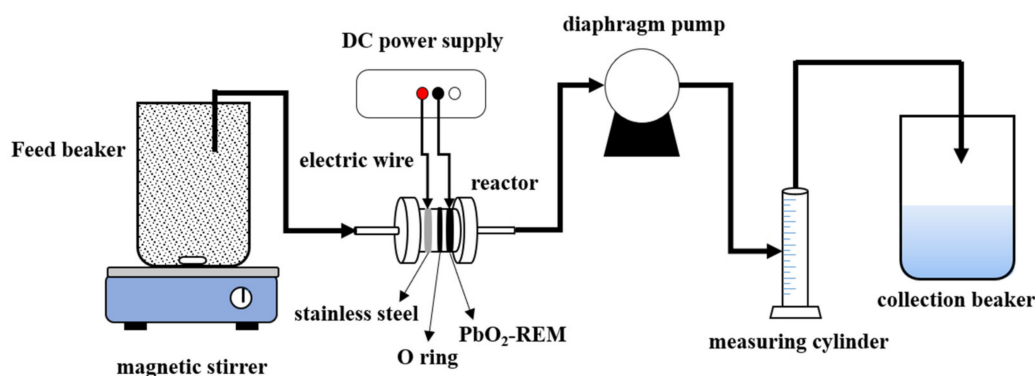 diaphragm pump
DC power supply
Feed beaker
electric wire
reactor
stainless steel
PbO₂-REM
O ring
magnetic stirrer
measuring cylinder
collection beaker